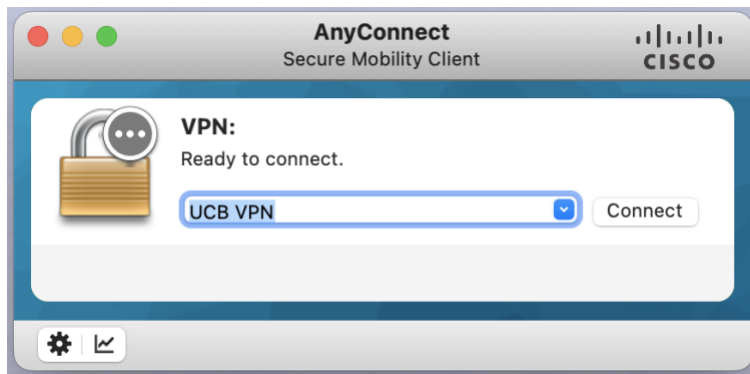 AnyConnect
Secure Mobility Client
CISCO
VPN:
Ready to connect.
UCB VPN
Connect